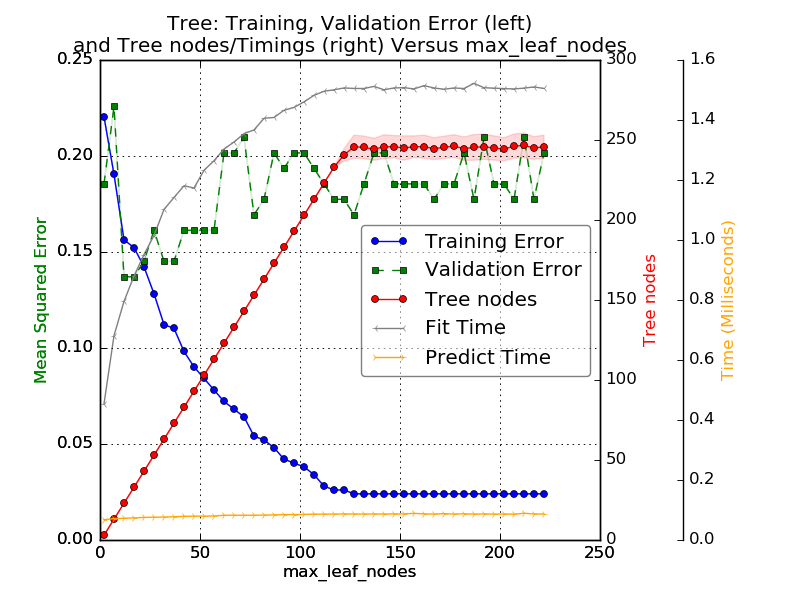 Tree: Training, Validation Error (left)
and Tree nodes/Timings (right) Versus max_leaf_nodes
0.25
0.20
0.15
0.10
0.05
0.00
Mean Squared Error
0
50
100
150
200
250
max_leaf_nodes
Training Error
Validation Error
Tree nodes
Fit Time
Predict Time
300
250
200
150
100
50
0
Tree nodes
1.6
1.4
1.2
1.0
0.8
0.6
0.4
0.2
0.0
Time (Milliseconds)